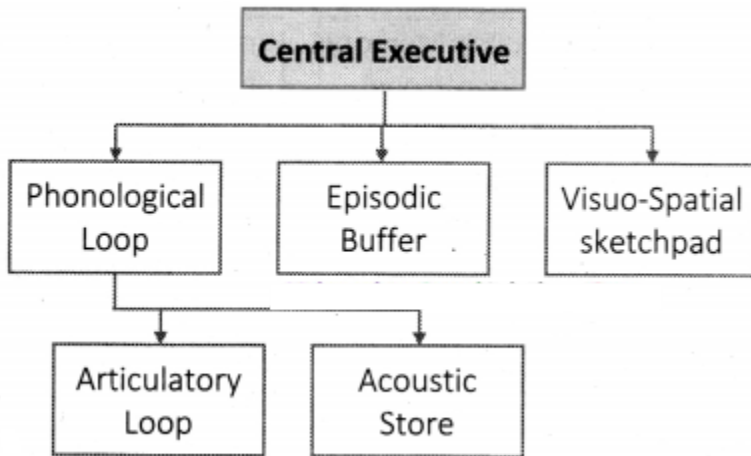 Central Executive
Phonological
Loop
Episodic
Buffer
Visuo-Spatial
sketchpad
Articulatory
Loop
Acoustic
Store